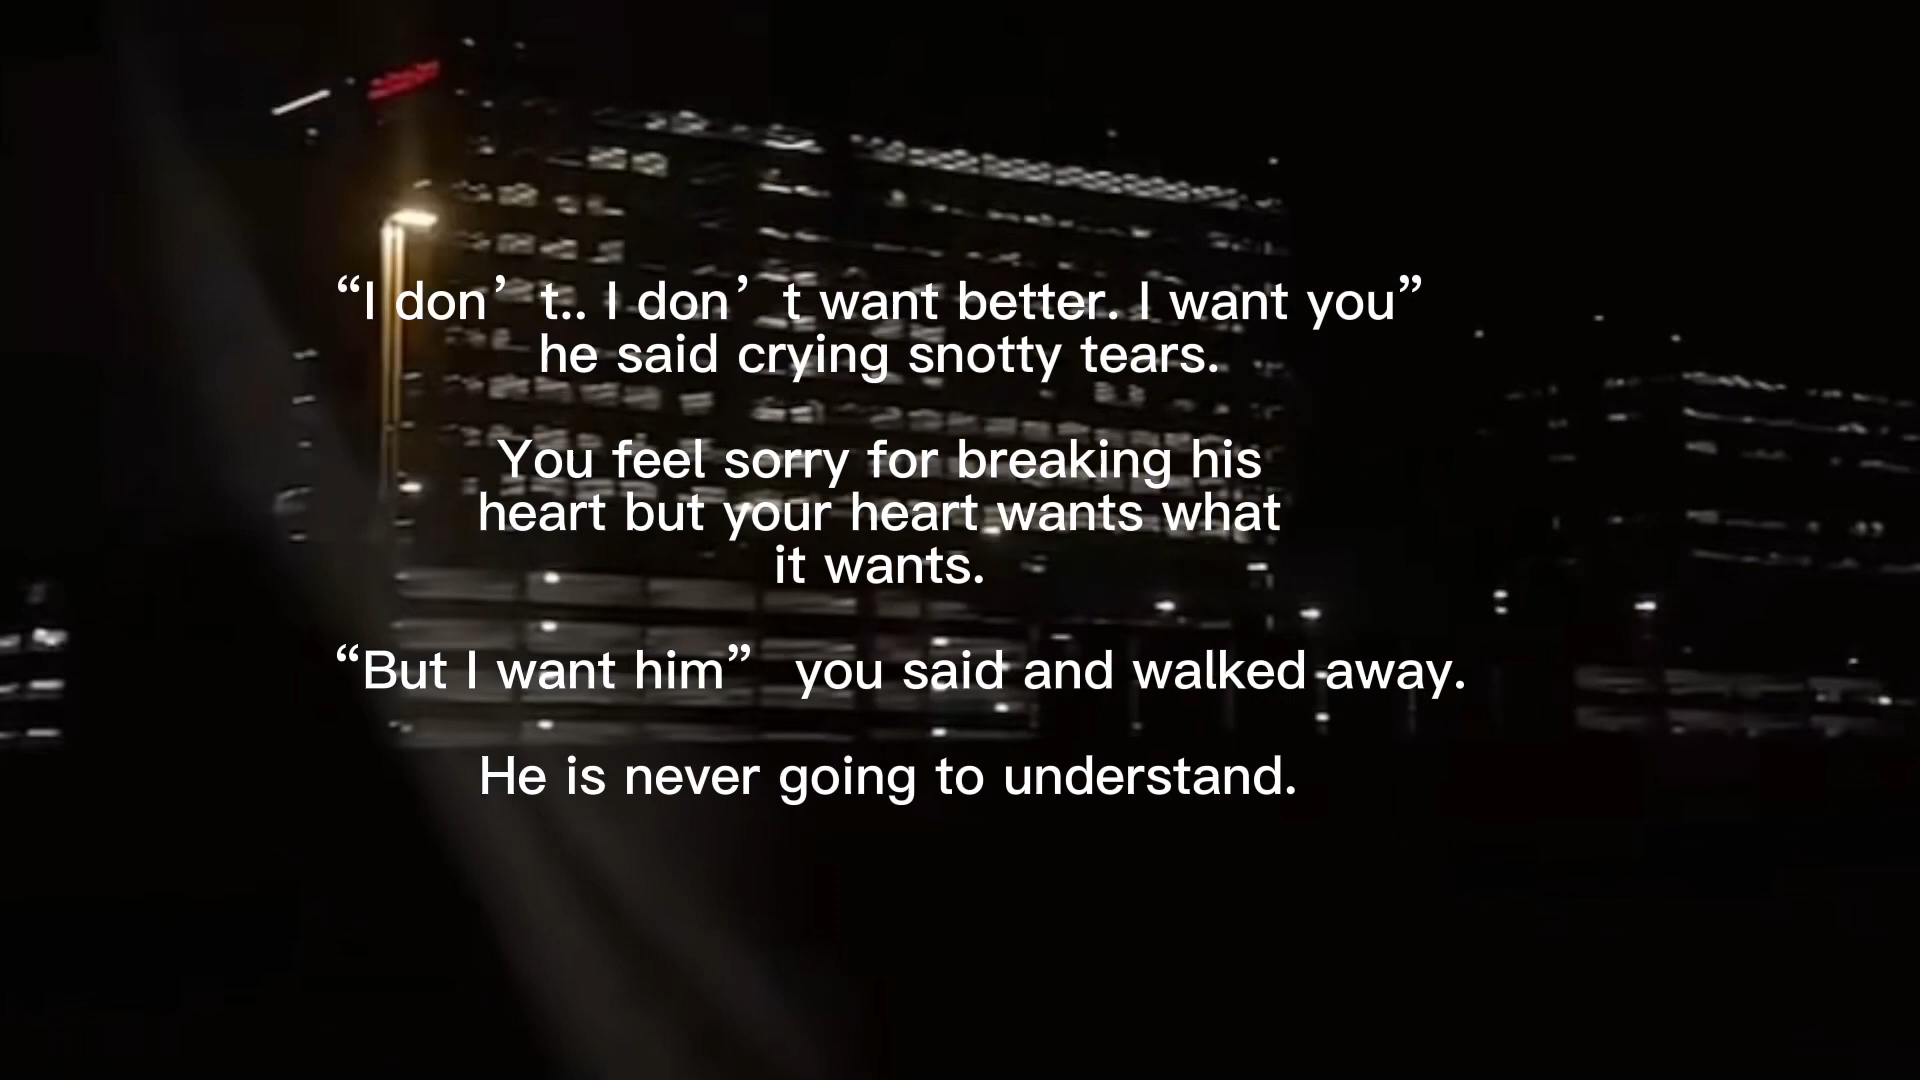 “I don’t.. I don’t want better. I want you”
he said crying snotty tears.
You feel sorry for breaking his
heart but your heart wants what
it wants.
“But I want him” you said and walked away.
He is never going to understand.